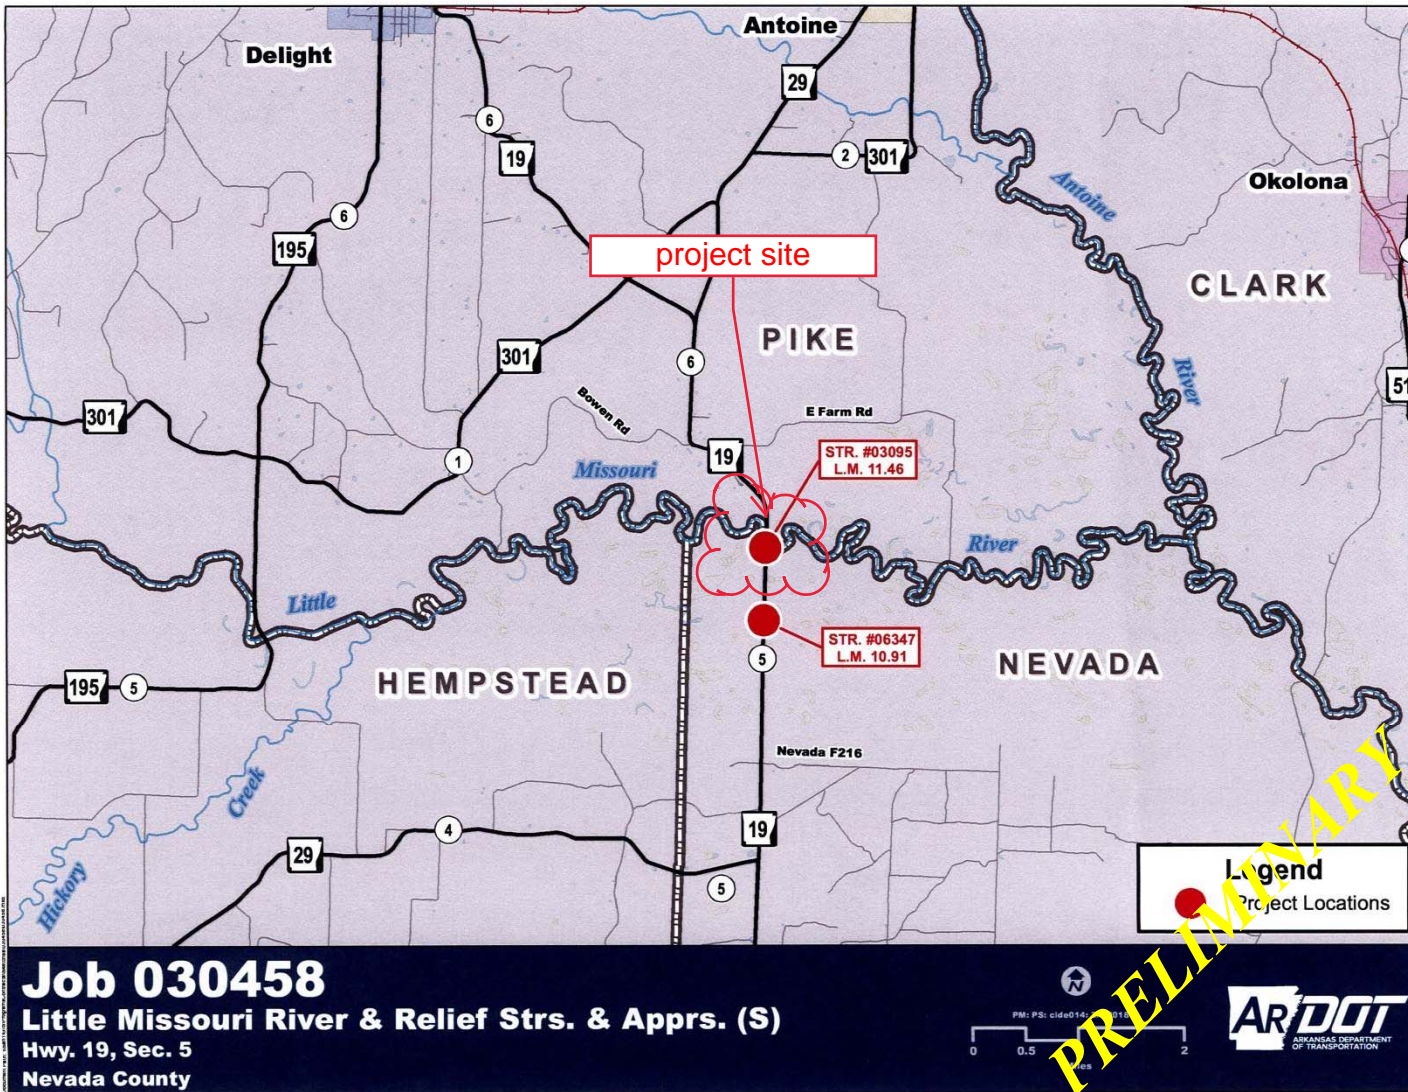 Delight
Antoine
29
6
19
2
301
Antoine
Okolona
6
195
project site
CLARK
PIKE
301
6
River
51
301
Bowen Rd
E Farm Rd
STR. #03095
L.M. 11.46
19
1
Missouri
River
Little
STR. #06347
L.M. 10.91
5
HEMPSTEAD
NEVADA
195
5
Nevada F216
Creek
19
4
29
5
Hickory
Legend
Project Locations
PRELIMINARY
Job 030458
Little Missouri River & Relief Strs. & Apprs. (S)
Hwy. 19, Sec. 5
Nevada County
N
0
0.5
2
AR DOT
ARKANSAS DEPARTMENT
OF TRANSPORTATION